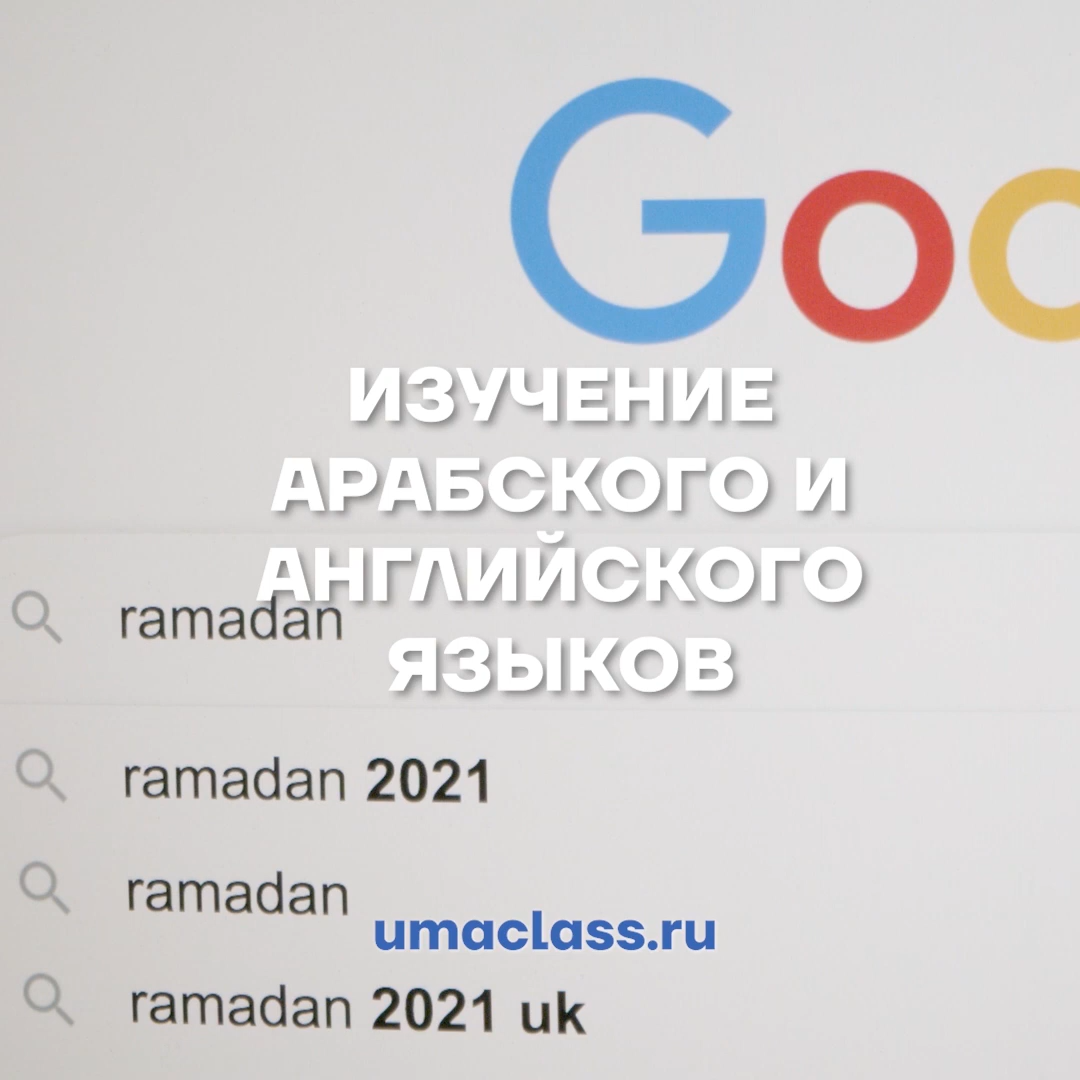 Goo
ИЗУЧЕНИЕ
АРАБСКОГО И
АНГЛИЙСКОГО
ЯЗЫКОВ
ramadan
ramadan 2021
ramadan
umaclass.ru
ramadan 2021 uk